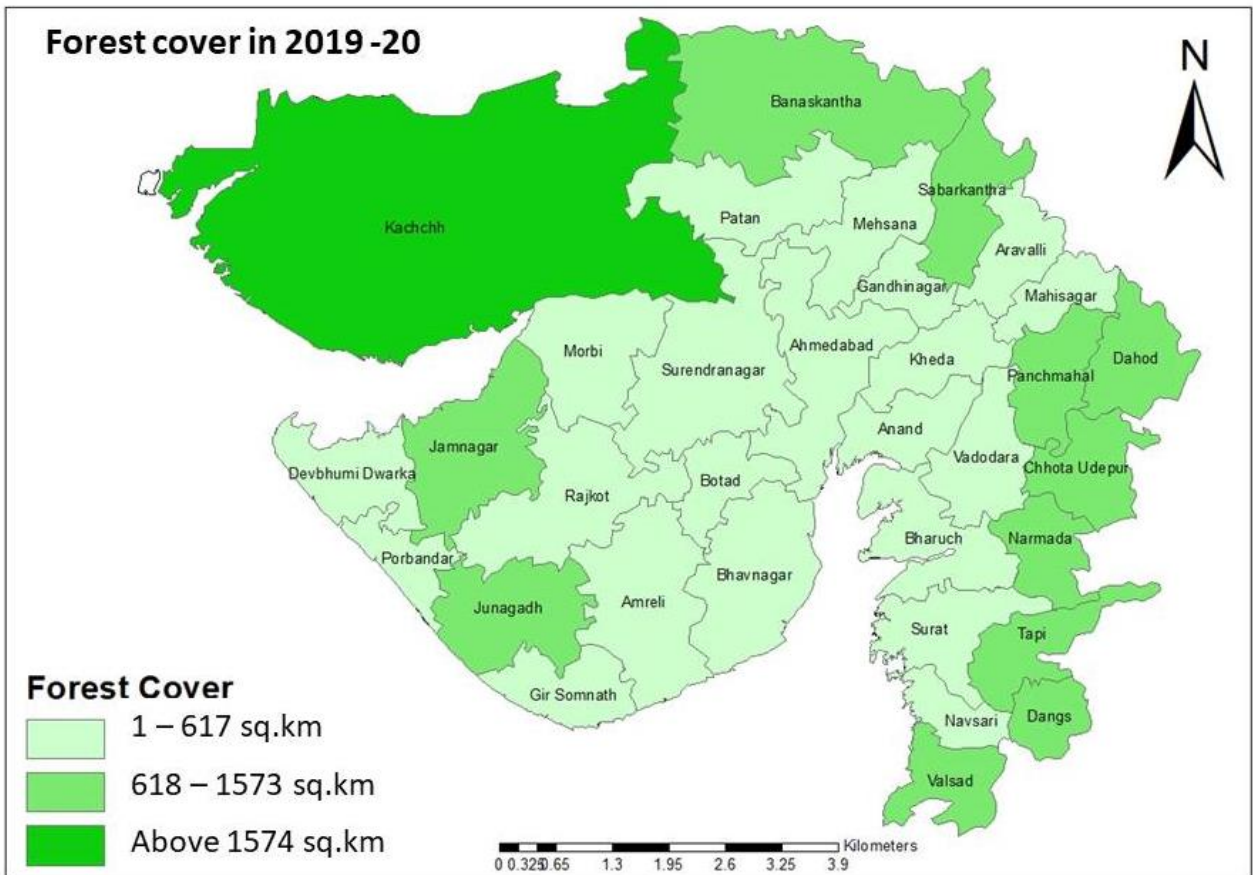 Forest cover in 2019 -20
N
Banaskantha
Sabarkantha
Patan
Mehsana
Kachchh
Aravalli
Gandhinagar
Mahisagar
Morbi
Ahmedabad
Kheda
Surendranagar
Panchmahal
Dahod
Anand
Jamnagar
Vadodara
Devbhumi Dwarka
Chhota Udepur
Botad
Rajkot
Bharuch
Narmada
Porbandar
Bhavnagar
Junagadh
Amreli
Surat
Tapi
Gir Somnath
Navsari
Dangs
Valsad
Forest Cover
1 – 617 sq.km
618 – 1573 sq.km
Above 1574 sq.km
Kilometers
0 0.325 0.65 1.3 1.95 2.6 3.25 3.9